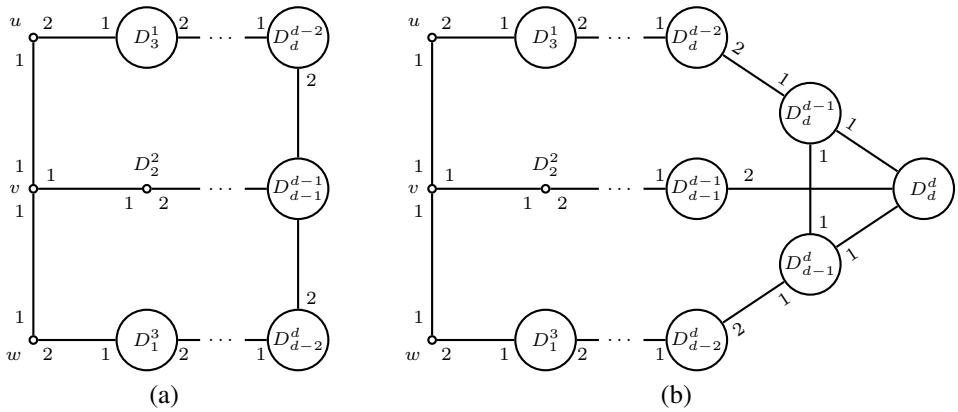 u 2 1 D_3^1 2 ⋯ 1 D_d^{d-2}
1 2
1 D_2^2
v 1 1 2 ⋯ D_{d-1}^{d-1}
1
1 2
w 2 1 D_1^3 2 ⋯ 1 D_{d-2}^d
(a)
u 2 1 D_3^1 2 ⋯ 1 D_d^{d-2} 2
1 1 D_d^{d-1} 1
1 D_2^2 1
v 1 1 2 ⋯ 1 D_{d-1}^{d-1} 2 D_d^d
1 1
1 1 D_{d-1}^d 1
w 2 1 D_1^3 2 ⋯ 1 D_{d-2}^d 2
(b)